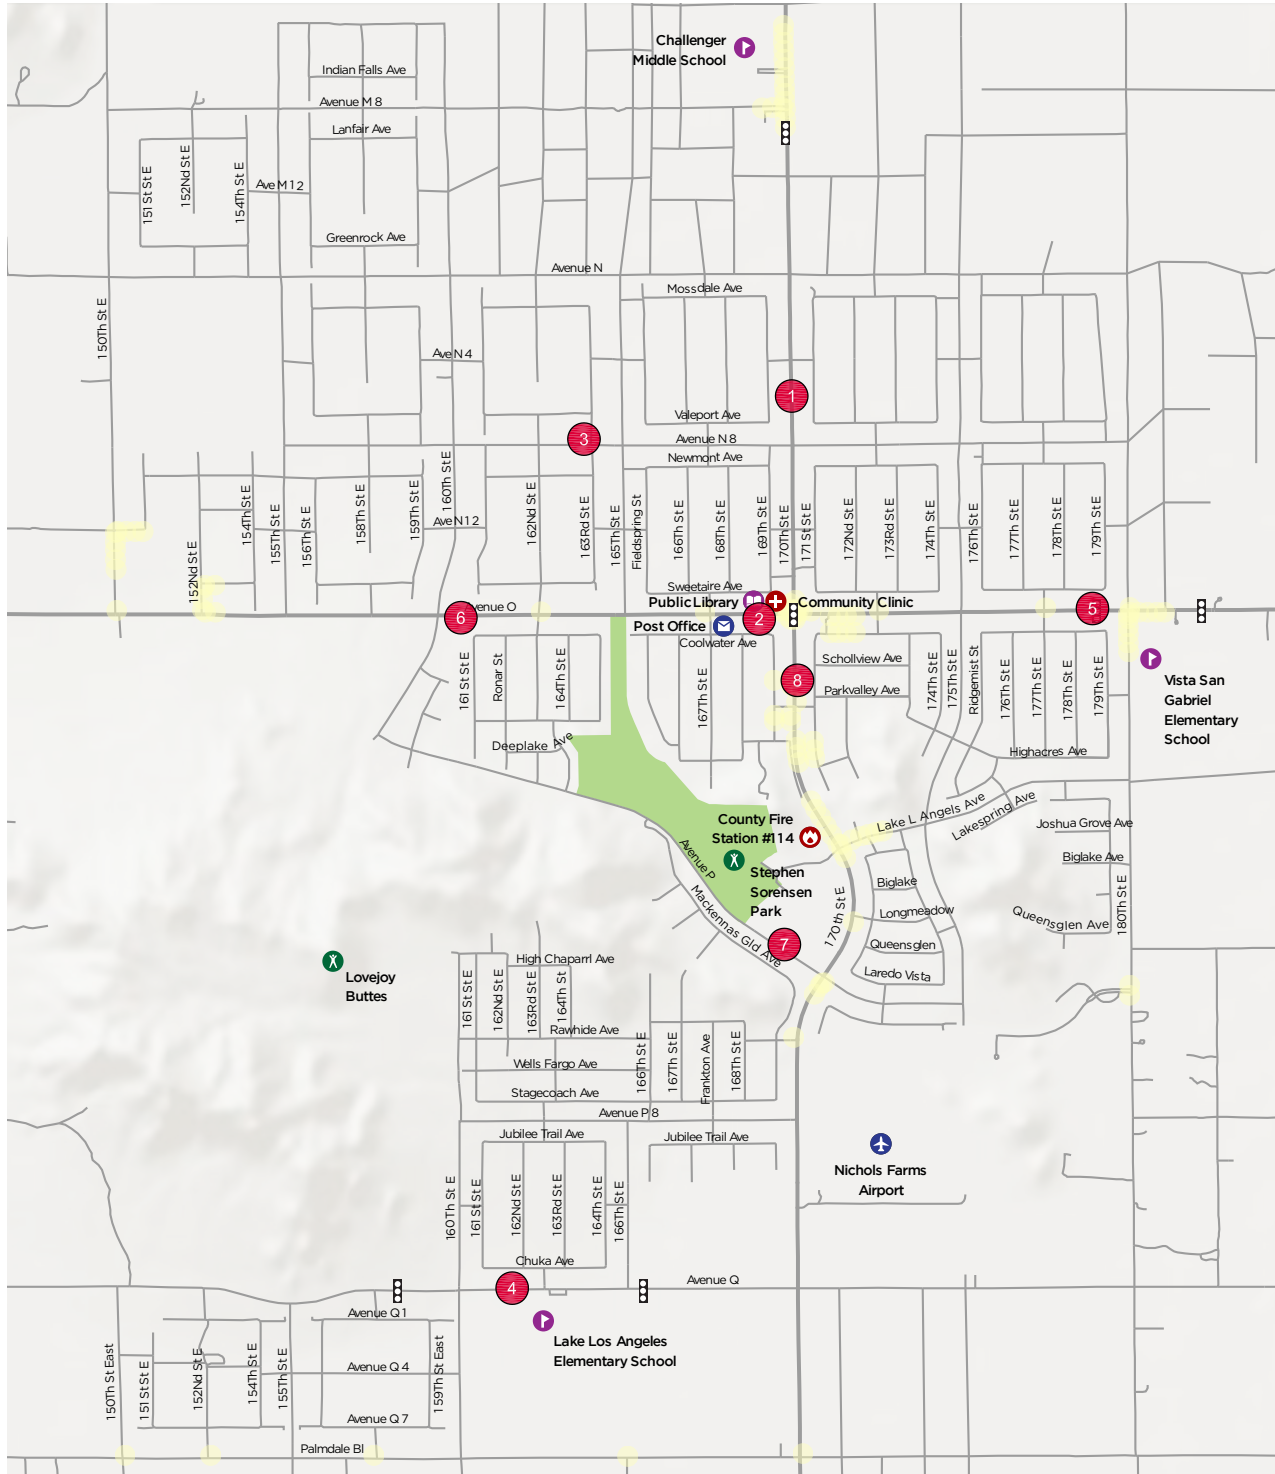 Challenger
Middle School
Indian Falls Ave
Avenue M 8
Lanfair Ave
151 St St E
152Nd St E
154Th St E
Ave M 1 2
Greenrock Ave
Avenue N
Mossdale Ave
150Th St E
Ave N 4
1
Valeport Ave
3
Avenue N 8
Newmont Ave
160Th St E
154Th St E
155Th St E
156Th St E
158Th St E
159Th St E
Ave N 1 2
162Nd St E
163Rd St E
165Th St E
Fieldspring St
166Th St E
168Th St E
169Th St E
170Th St E
171 St St E
172Nd St E
173Rd St E
174Th St E
176Th St E
177Th St E
178Th St E
179Th St E
152Nd St E
Sweetaire Ave
Public Library
Community Clinic
6
venue O
2
5
Post Office
Coolwater Ave
161 St St E
Ronar St
164Th St E
167Th St E
8
Schollview Ave
Parkvalley Ave
174Th St E
175Th St E
Ridgemist St
176Th St E
177Th St E
178Th St E
179Th St E
Vista San
Gabriel
Elementary
School
Deeplake Ave
Highacres Ave
Lake L Angels Ave
Lakespring Ave
County Fire
Station #114
Joshua Grove Ave
Avenue P
Stephen
Sorensen
Park
Biglake Ave
Biglake
Mackennas Gld Ave
170th St E
Longmeadow
Queensglen Ave
180Th St E
7
Queensglen
Laredo Vista
Lovejoy
Buttes
High Chaparrl Ave
161 St St E
162Nd St E
163Rd St E
164Th St
Rawhide Ave
Wells Fargo Ave
166Th St E
167Th St E
Frankton Ave
168Th St E
Stagecoach Ave
Avenue P 8
Jubilee Trail Ave
Jubilee Trail Ave
Nichols Farms
Airport
160Th St E
161 St St E
162Nd St E
163Rd St E
164Th St E
166Th St E
Chuka Ave
4
Avenue Q
Avenue Q 1
Lake Los Angeles
Elementary School
150Th St East
151 St St E
152Nd St E
154Th St E
155Th St E
Avenue Q 4
159Th St East
Avenue Q 7
Palmdale Bl